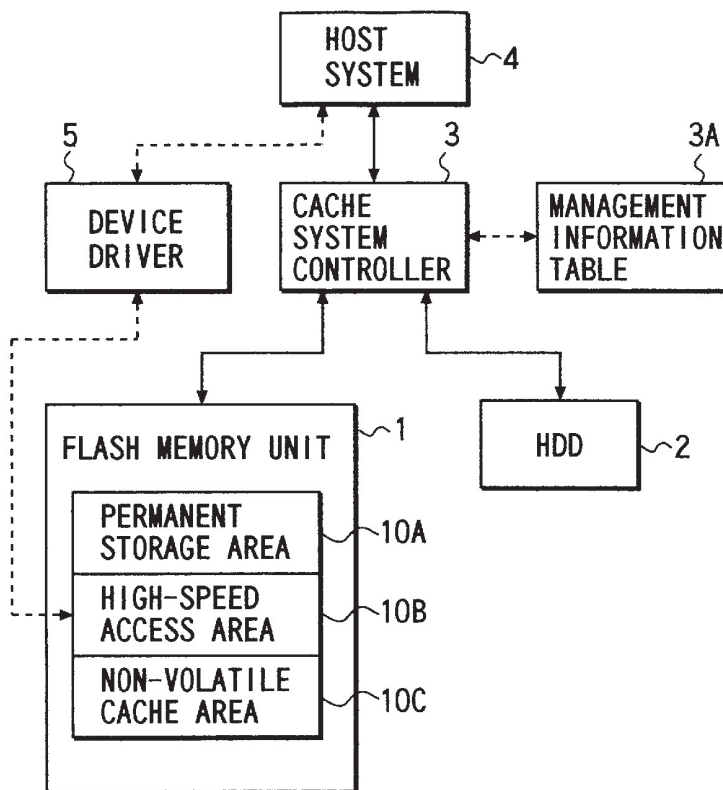 HOST
SYSTEM
4
5
DEVICE
DRIVER
3
CACHE
SYSTEM
CONTROLLER
3A
MANAGEMENT
INFORMATION
TABLE
1
FLASH MEMORY UNIT
PERMANENT
STORAGE AREA
10A
HIGH-SPEED
ACCESS AREA
10B
NON-VOLATILE
CACHE AREA
10C
HDD
2